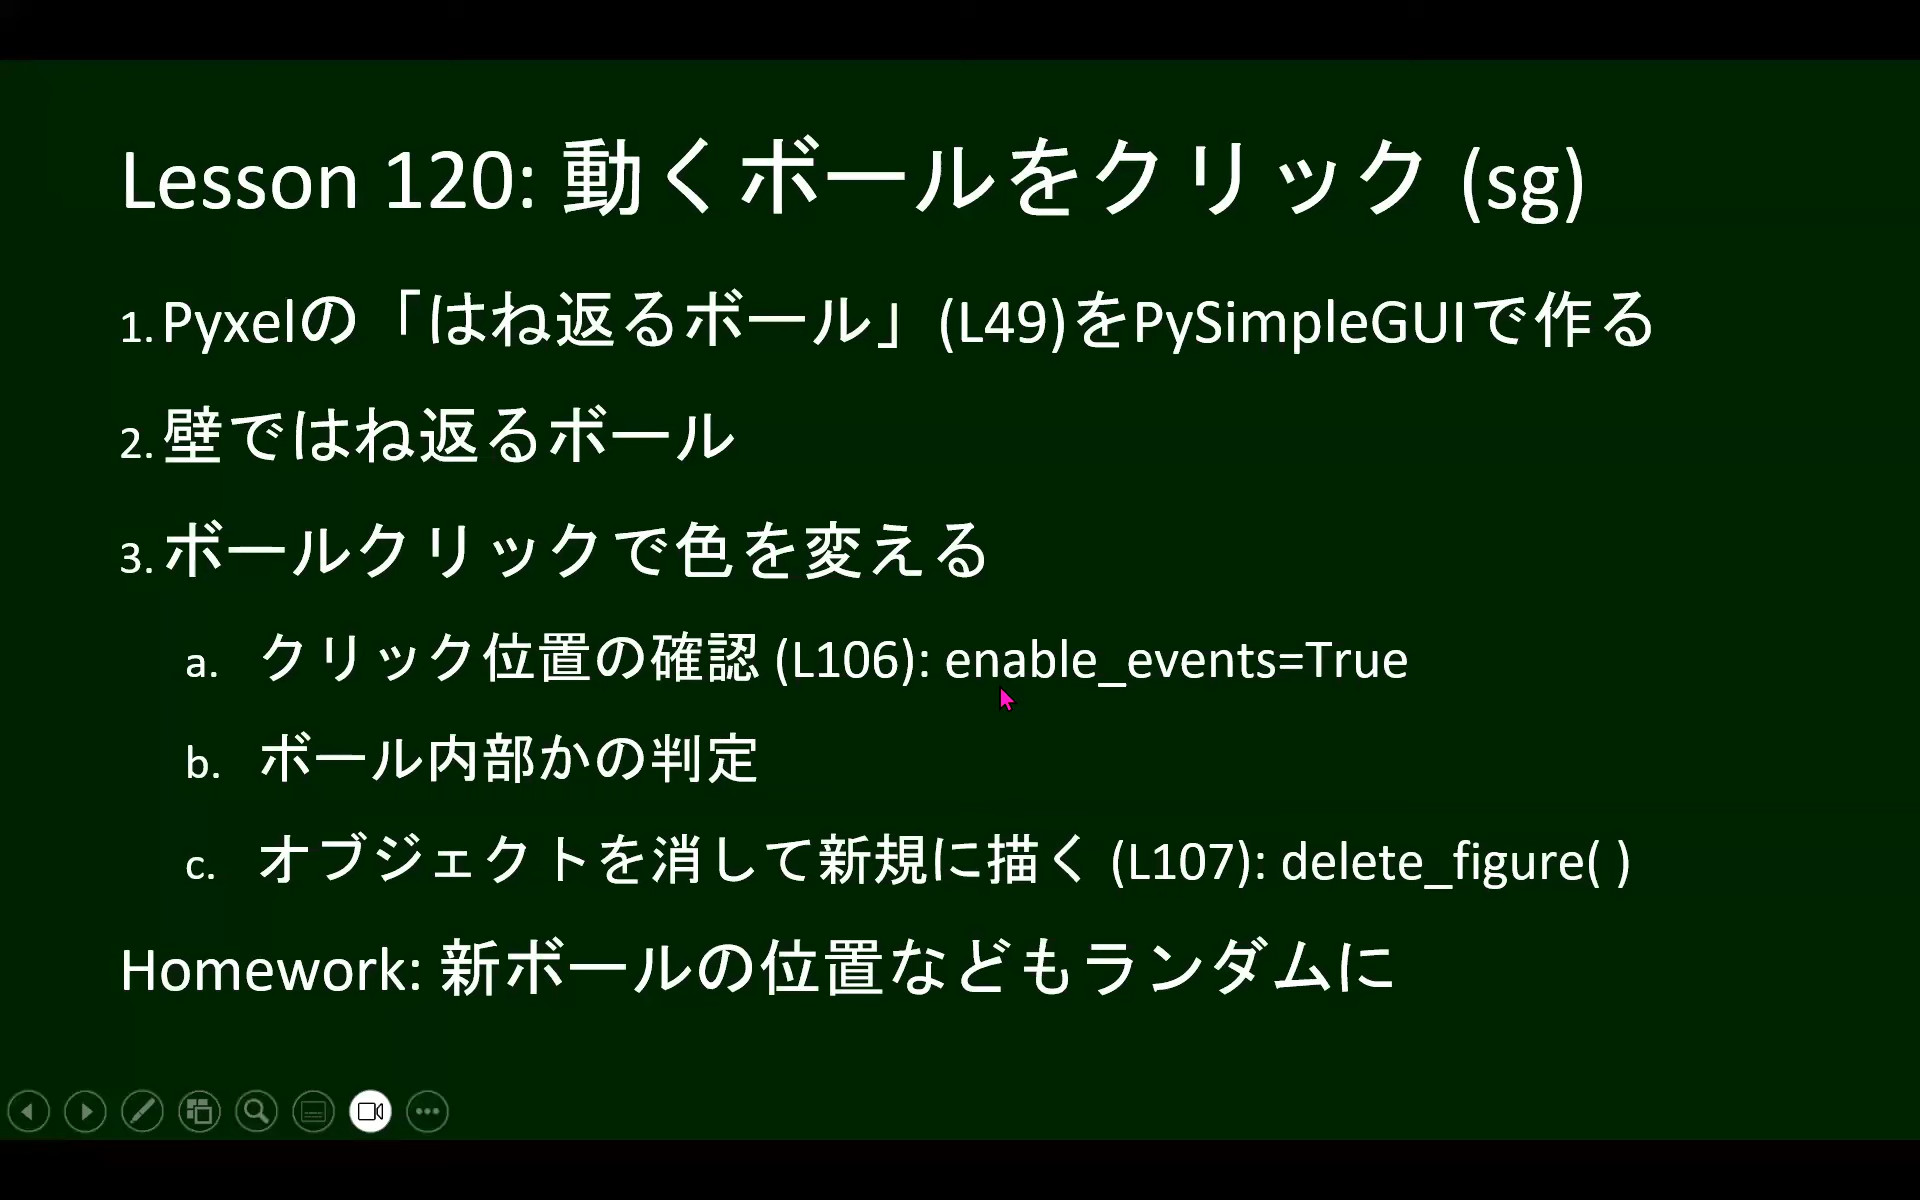 Lesson 120: 動くボールをクリック (sg)
1. Pyxelの「はね返るボール」(L49)をPySimpleGUIで作る
2. 壁ではね返るボール
3. ボールクリックで色を変える
a. クリック位置の確認 (L106): enable_events=True
b. ボール内部かの判定
c. オブジェクトを消して新規に描く (L107): delete_figure( )
Homework: 新ボールの位置などもランダムに